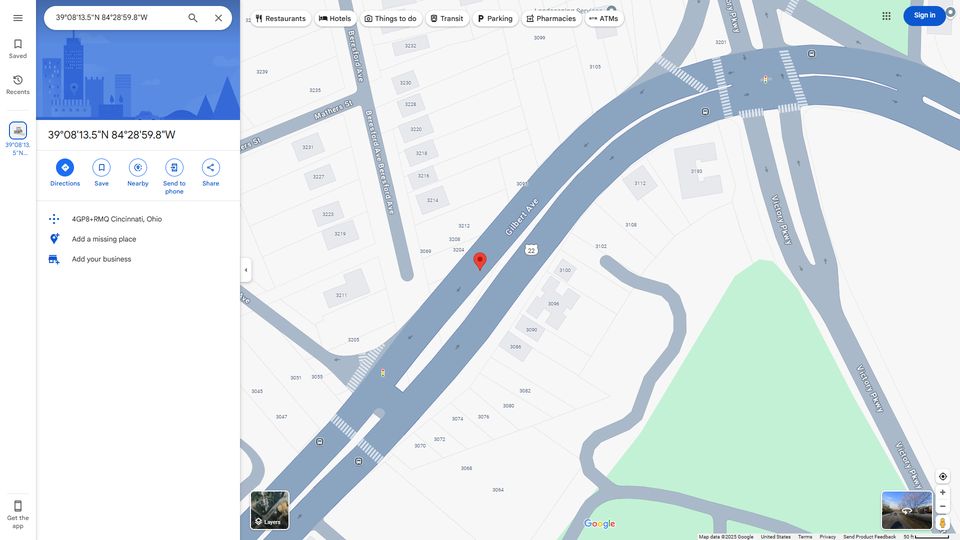 39°08'13.5"N 84°28'59.8"W
Restaurants
Hotels
Things to do
Transit
Parking
Pharmacies
ATMs
Sign in
Saved
Recents
39°08'13.
5"N...
Get the
app
39°08'13.5"N 84°28'59.8"W
Directions
Save
Nearby
Send to
phone
Share
4GP8+RMQ Cincinnati, Ohio
Add a missing place
Add your business
3099
3201
Victory Pkwy
Beresford Ave
3232
3239
3103
3230
3235
Mathers St
3228
3220
3231
Beresford Ave
3218
3193
3227
3216
3091
3112
Beresford Ave
3214
3223
Gilbert Ave
Victory Pkwy
3219
3212
3108
3208
3102
3069
3204
22
3100
3211
3096
3090
3205
3086
3051
3055
3045
3082
3080
3047
3076
3074
3072
3070
3068
3064
Victory Pkwy
Victory Pkwy
Layers
Google
Map data ©2025 Google
United States
Terms
Privacy
Send Product Feedback
50 ft